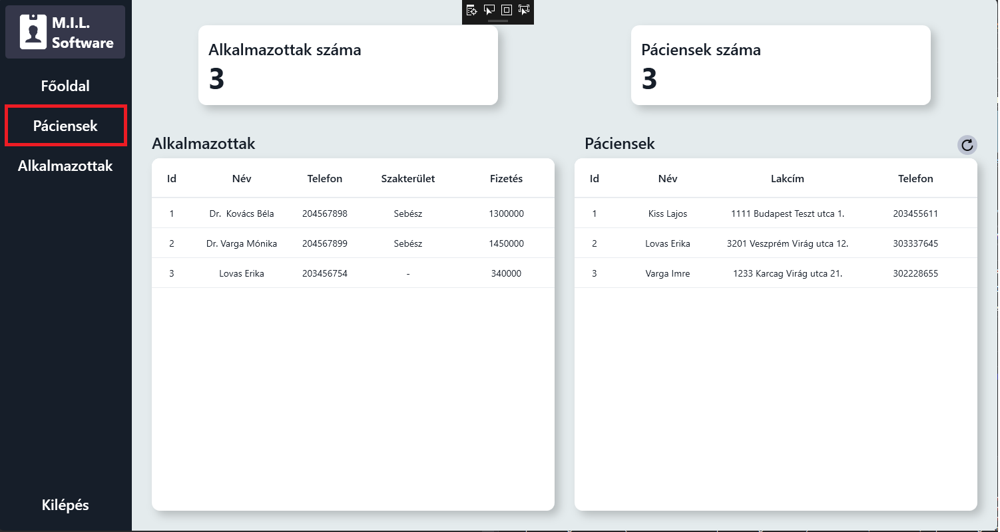 M.I.L.
Software
Főoldal
Páciensek
Alkalmazottak
Kilépés
Alkalmazottak száma
3
Páciensek száma
3
Alkalmazottak
Id Név Telefon Szakterület Fizetés
1 Dr.  Kovács Béla 204567898 Sebész 1300000
2 Dr. Varga Mónika 204567899 Sebész 1450000
3 Lovas Erika 203456754 - 340000
Páciensek
Id Név Lakcím Telefon
1 Kiss Lajos 1111 Budapest Teszt utca 1. 203455611
2 Lovas Erika 3201 Veszprém Virág utca 12. 303337645
3 Varga Imre 1233 Karcag Virág utca 21. 302228655